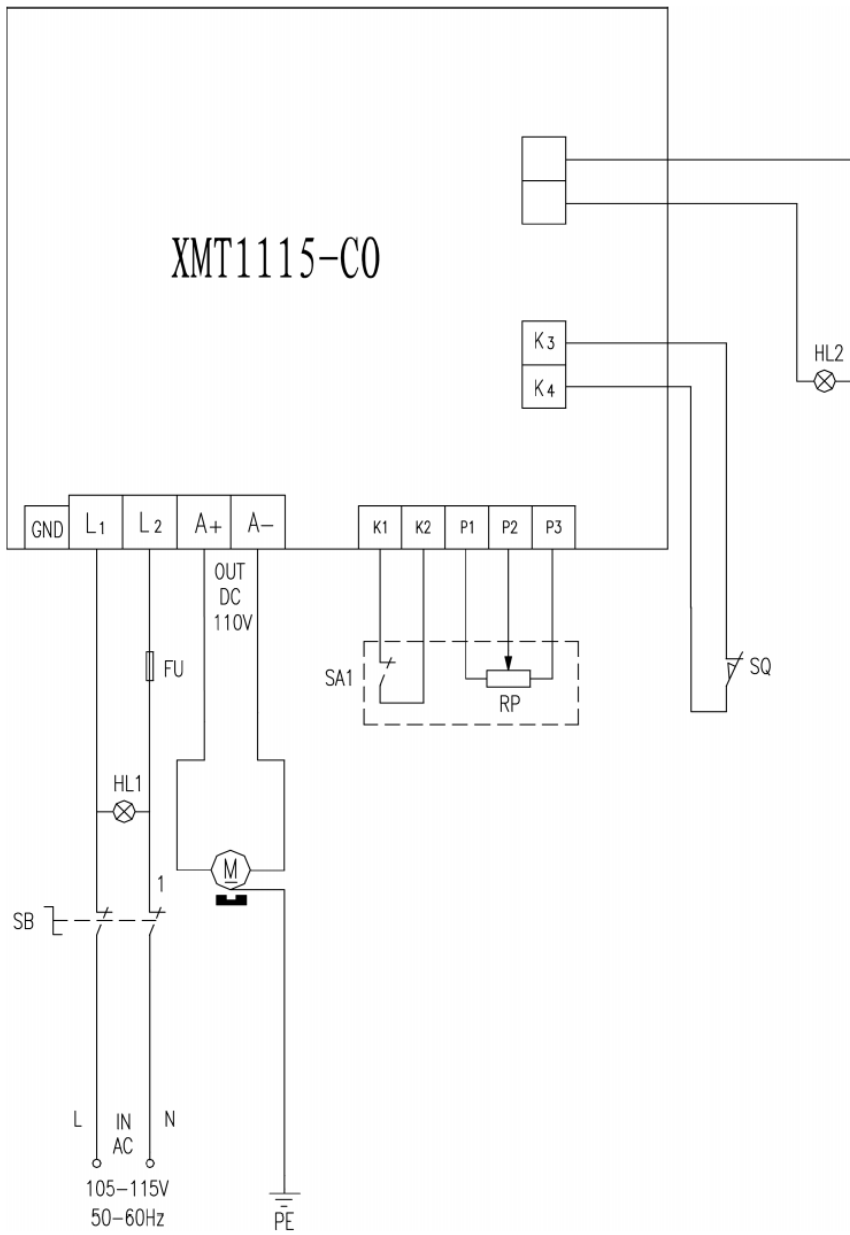 XMT1115-CO
K3
K4
HL2
GND
L1
L2
A+
A-
K1
K2
P1
P2
P3
OUT
DC
110V
FU
SA1
RP
SQ
HL1
M
1
SB
L
IN
AC
N
105-115V
50-60Hz
PE